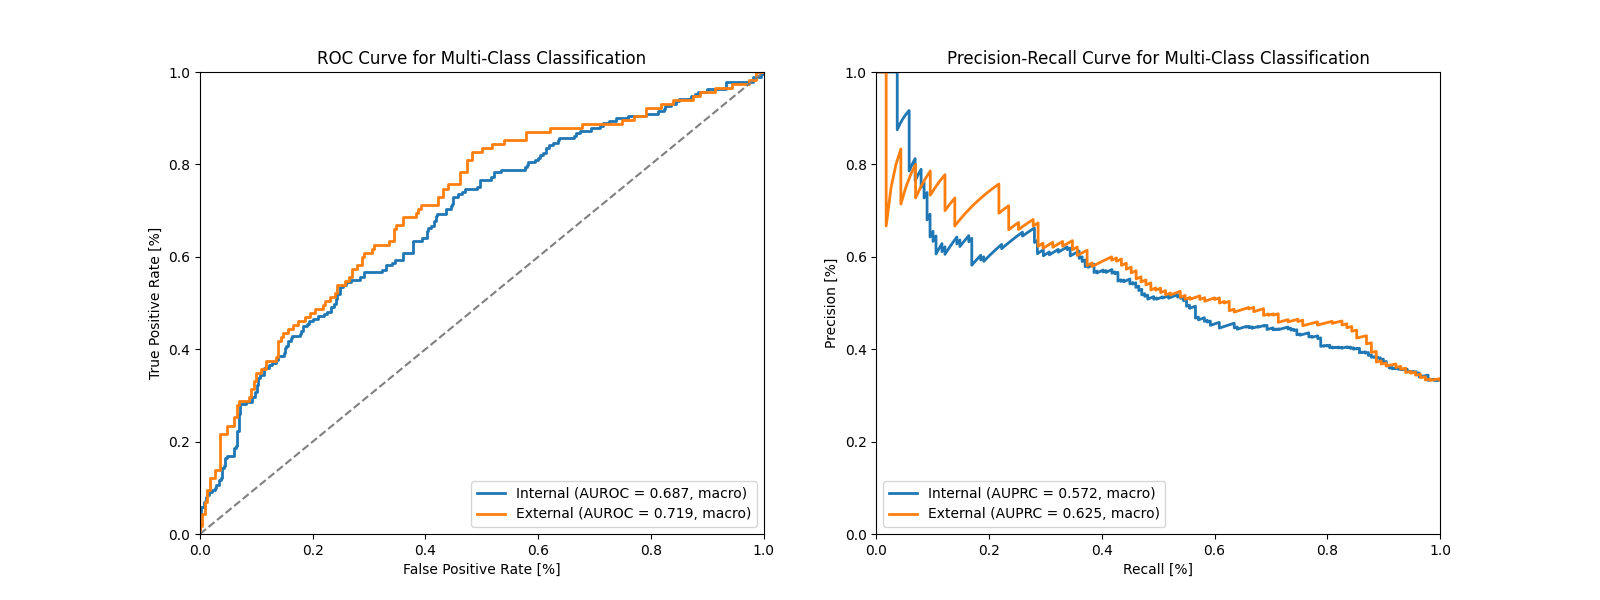 ROC Curve for Multi-Class Classification
1.0
0.8
0.6
0.4
0.2
0.0
True Positive Rate [%]
Internal (AUROC = 0.687, macro)
External (AUROC = 0.719, macro)
0.0 0.2 0.4 0.6 0.8 1.0
False Positive Rate [%]
Precision-Recall Curve for Multi-Class Classification
1.0
0.8
0.6
0.4
0.2
0.0
Precision [%]
Internal (AUPRC = 0.572, macro)
External (AUPRC = 0.625, macro)
0.0 0.2 0.4 0.6 0.8 1.0
Recall [%]